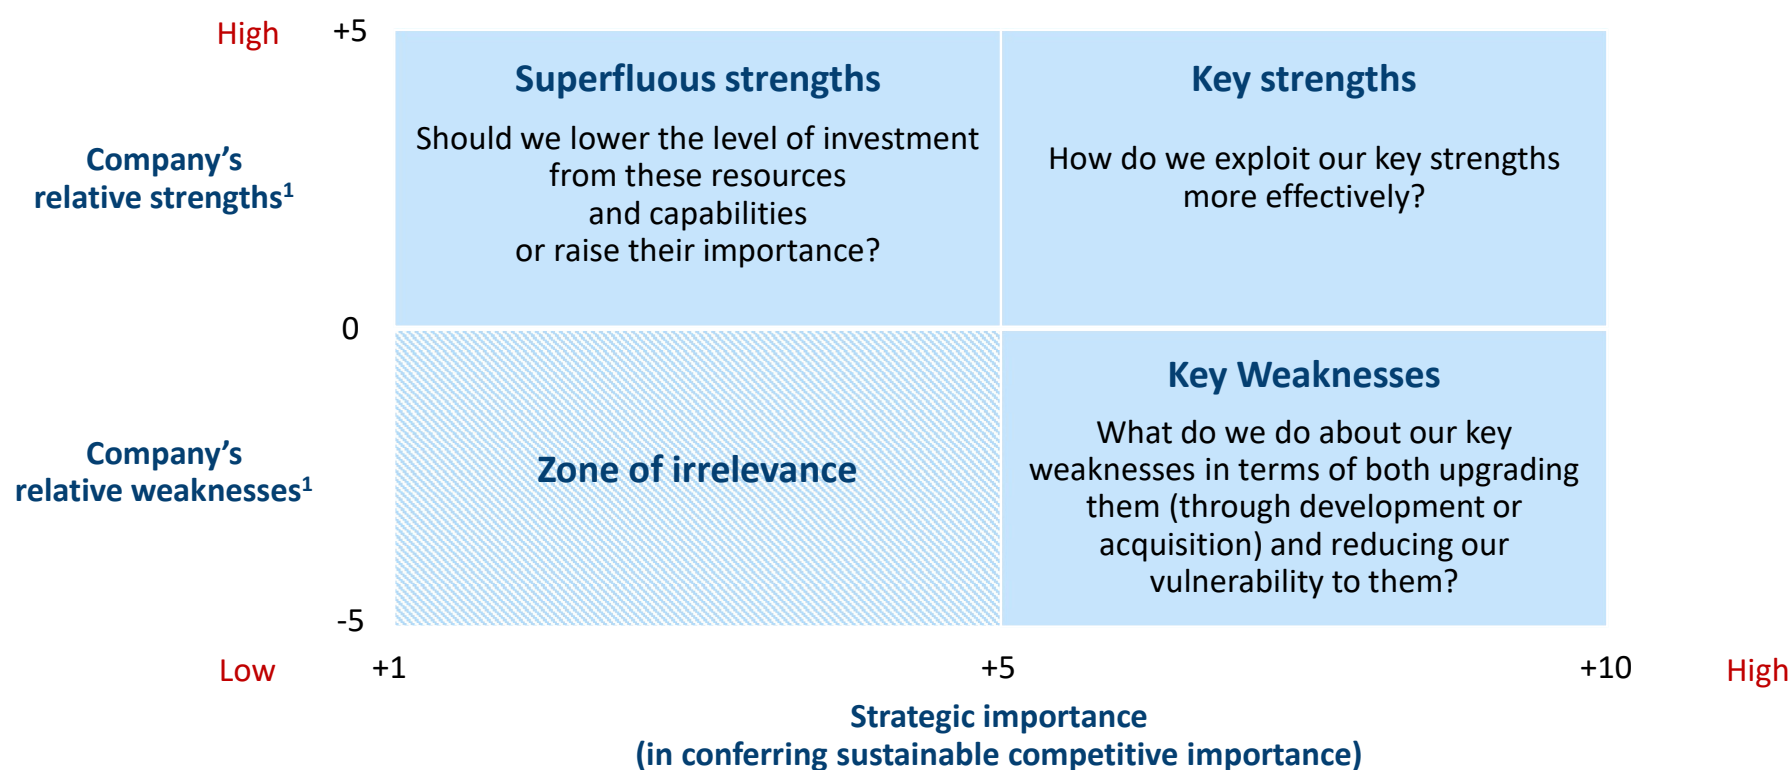 High
+5
Superfluous strengths
Should we lower the level of investment
from these resources
and capabilities
or raise their importance?
Key strengths
How do we exploit our key strengths
more effectively?
Company’s
relative strengths¹
0
Company’s
relative weaknesses¹
Zone of irrelevance
Key Weaknesses
What do we do about our key
weaknesses in terms of both upgrading
them (through development or
acquisition) and reducing our
vulnerability to them?
-5
Low
+1
+5
+10
High
Strategic importance
(in conferring sustainable competitive importance)